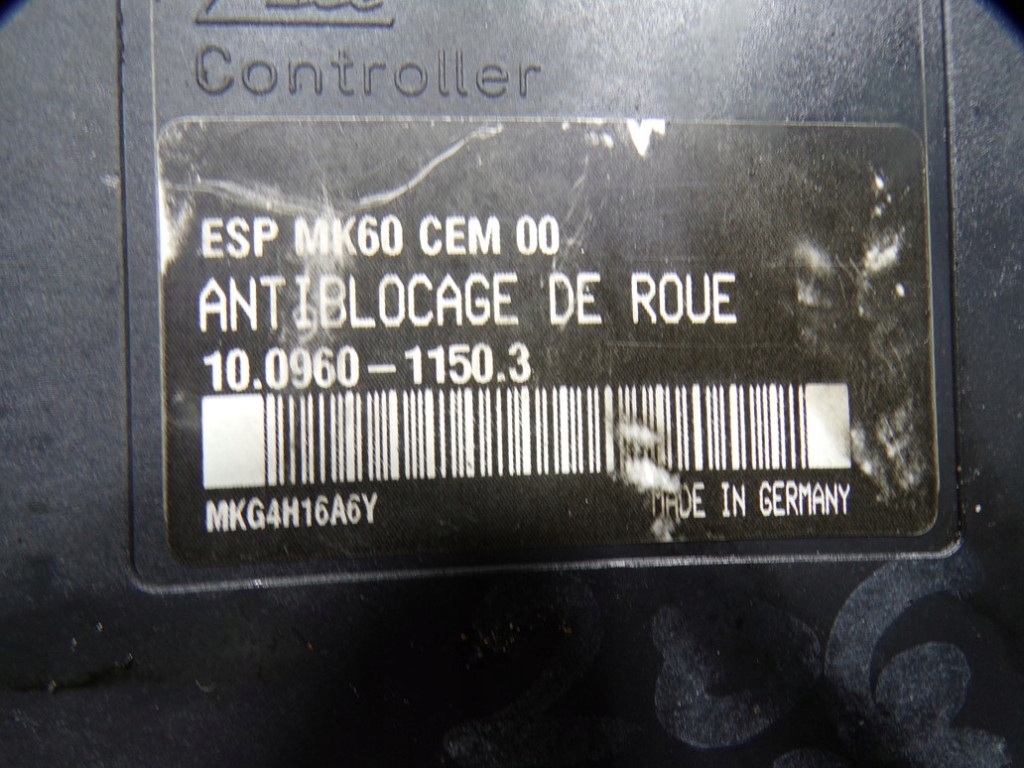 Controller
ESP MK60 CEM 00
ANTIBLOCAGE DE ROUE
10.0960-1150.3
MKG4H16A6Y
MADE IN GERMANY